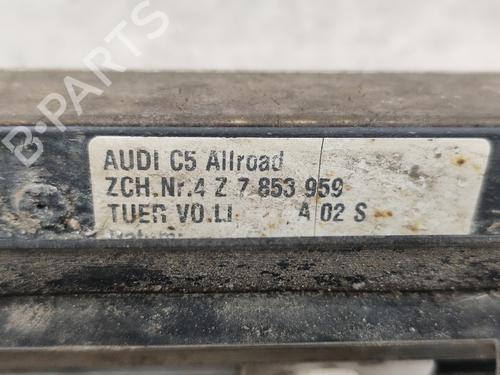 B-PARTS
AUDI C5 Allroad
ZCH.Nr.4 Z 7 853 959
TUER VO.LI A 02 S